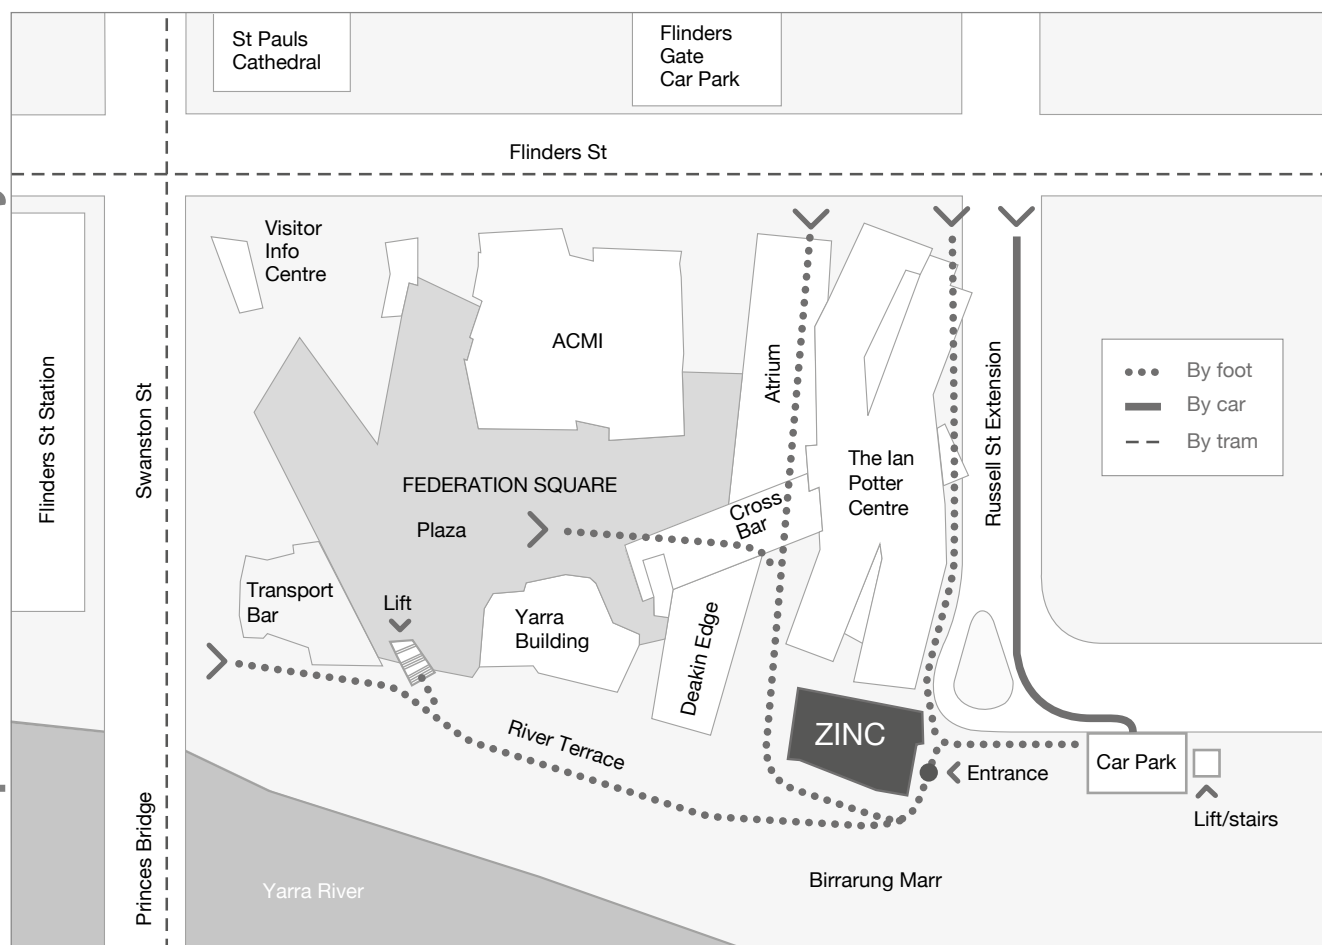 St Pauls
Cathedral
Flinders
Gate
Car Park
Flinders St
Visitor
Info
Centre
ACMI
Atrium
Flinders St Station
Swanston St
Russell St Extension
By foot
By car
By tram
FEDERATION SQUARE
Plaza
Cross
Bar
The Ian
Potter
Centre
Transport
Bar
Lift
Yarra
Building
Deakin Edge
River Terrace
ZINC
Entrance
Car Park
Lift/stairs
Princes Bridge
Yarra River
Birrarung Marr